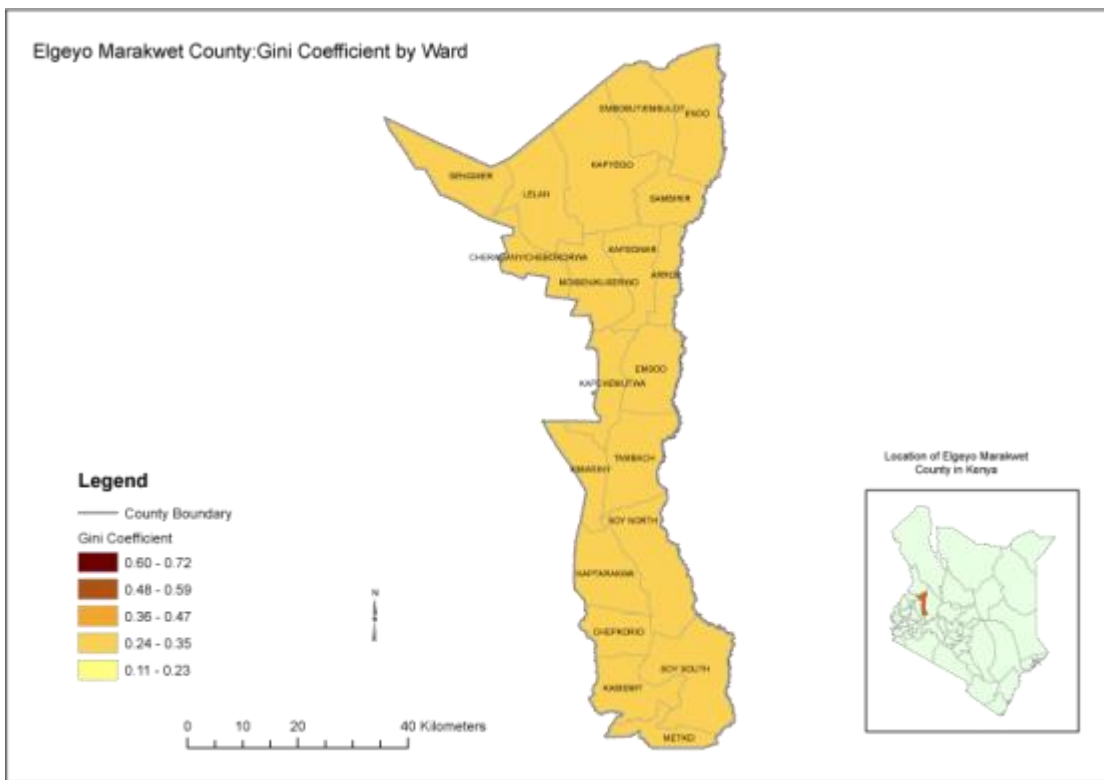 Elgeyo Marakwet County:Gini Coefficient by Ward
EMBOBUT/EMBULOT
ENDO
KAPYEGO
SENGWER
LELAN
SAMBIRIR
KAPSOWAR
CHERANGANY/CHEBORORWA
ARROR
MOIBEN/KUSERWO
EMSOO
KAPCHEMUTWA
TAMBACH
KAMARINY
SOY NORTH
KAPTARAKWA
CHEPKORIO
SOY SOUTH
KABIEMIT
METKEI
Location of Elgeyo Marakwet
County in Kenya
Legend
County Boundary
Gini Coefficient
0.60 - 0.72
0.48 - 0.59
0.36 - 0.47
0.24 - 0.35
0.11 - 0.23
N
0 10 20 40 Kilometers